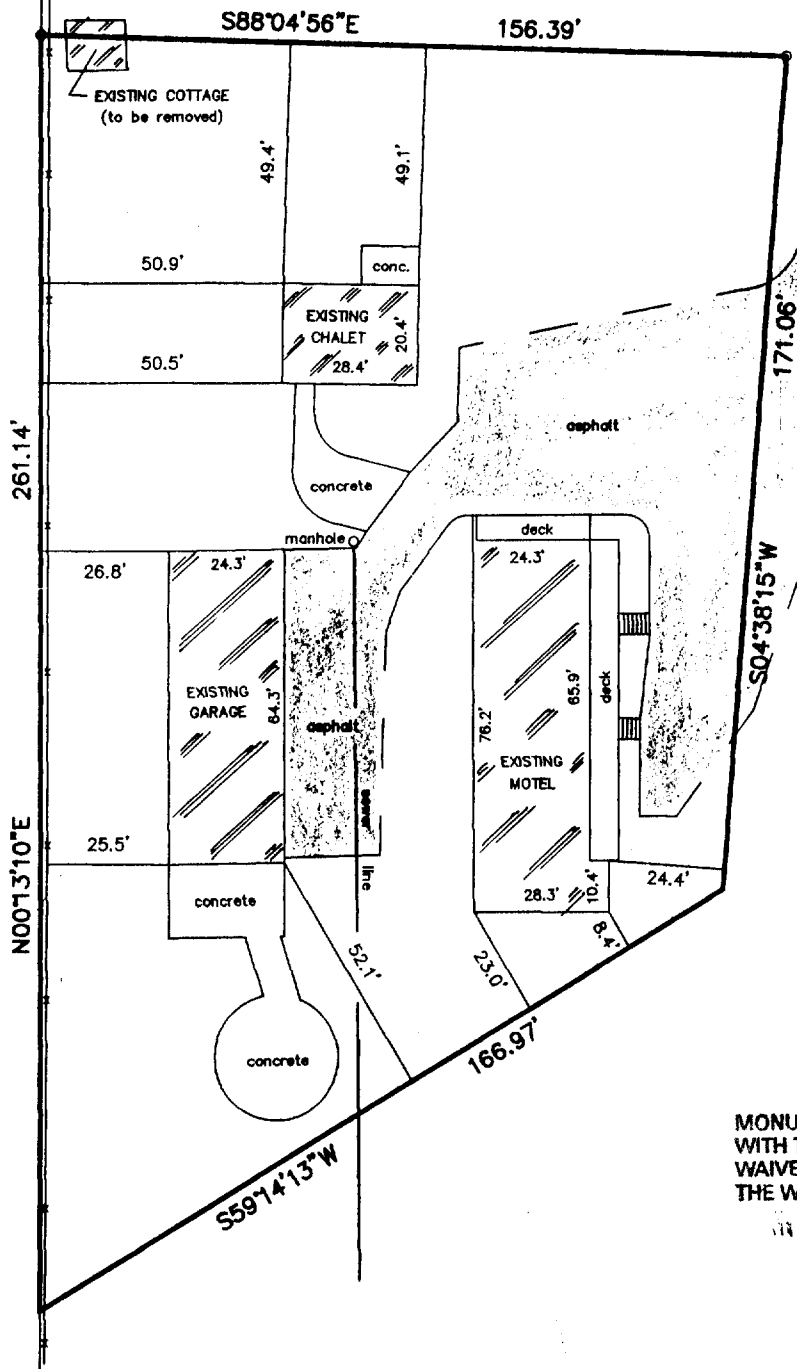 S88°04'56"E 156.39'
EXISTING COTTAGE
(to be removed)
49.4'
49.1'
50.9'
conc.
EXISTING
CHALET
20.4'
28.4'
50.5'
171.06'
asphalt
261.14'
concrete
manhole
deck
26.8'
24.3'
24.3'
S04°38'15"W
EXISTING
GARAGE
64.3'
asphalt
76.2'
65.9'
deck
EXISTING
MOTEL
sewer
line
25.5'
N00°13'10"E
concrete
28.3'
10.4'
24.4'
8.4'
52.1'
23.0'
concrete
166.97'
S59°14'13"W
MONU
WITH T
WAIVE
THE W